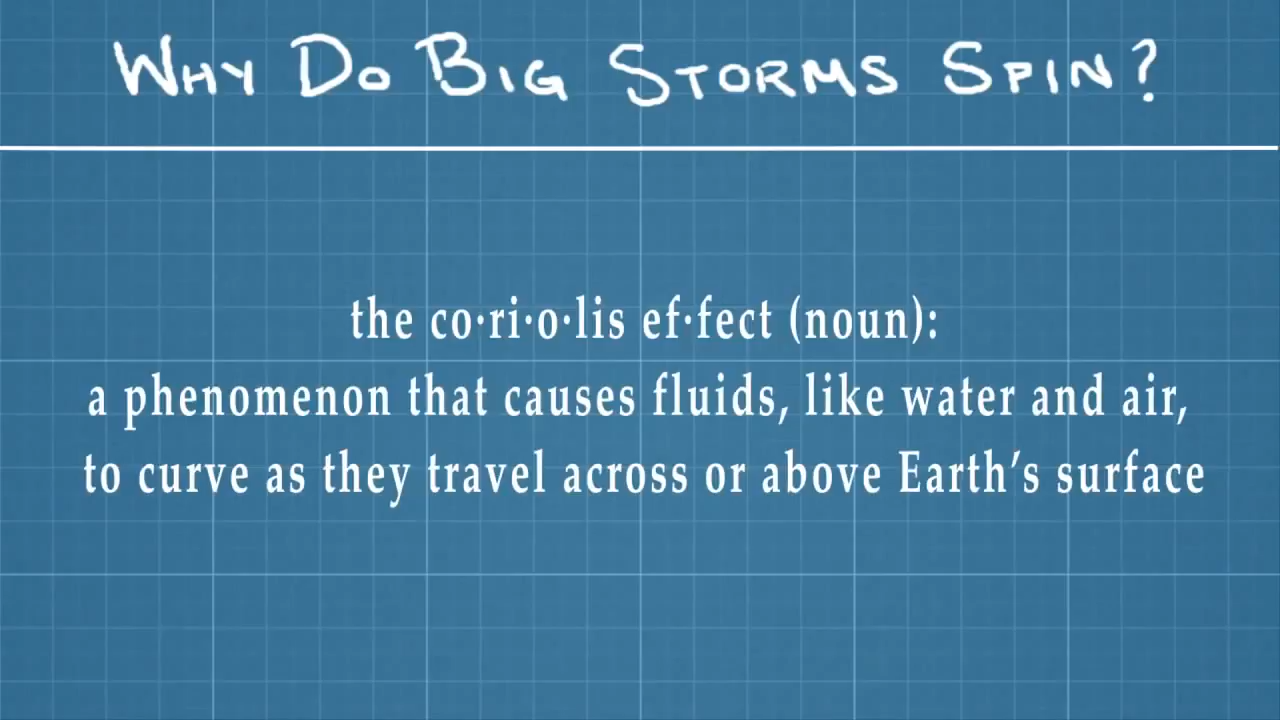 WHY DO BIG STORMS SPIN?
the co·ri·o·lis ef·fect (noun):
a phenomenon that causes fluids, like water and air,
to curve as they travel across or above Earth’s surface